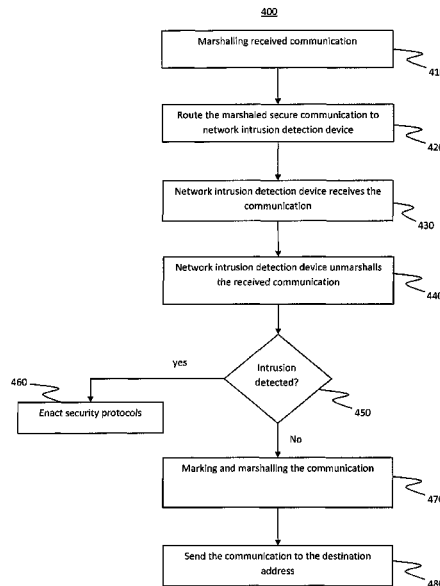 400
Marshalling received communication
Route the marshaled secure communication to
network intrusion detection device
420
Network intrusion detection device receives the
communication
430
Network intrusion detection device unmarshalls
the received communication
440
yes
Intrusion
detected?
460
Enact security protocols
450
No
Marking and marshalling the communication
470
Send the communication to the destination
address
480